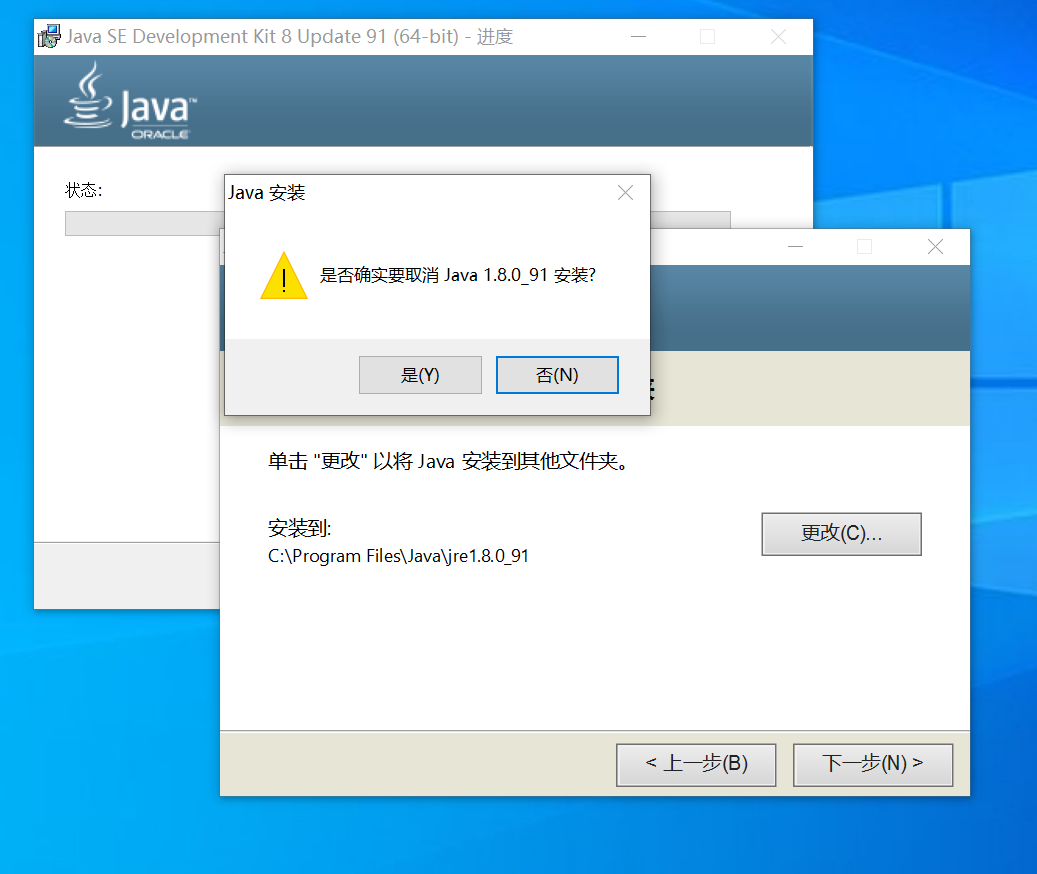 Java SE Development Kit 8 Update 91 (64-bit) - 进度
Java™
ORACLE
状态:
Java 安装
是否确实要取消 Java 1.8.0_91 安装?
是(Y)
否(N)
单击 "更改" 以将 Java 安装到其他文件夹。
安装到:
C:\Program Files\Java\jre1.8.0_91
更改(C)...
< 上一步(B)
下一步(N) >